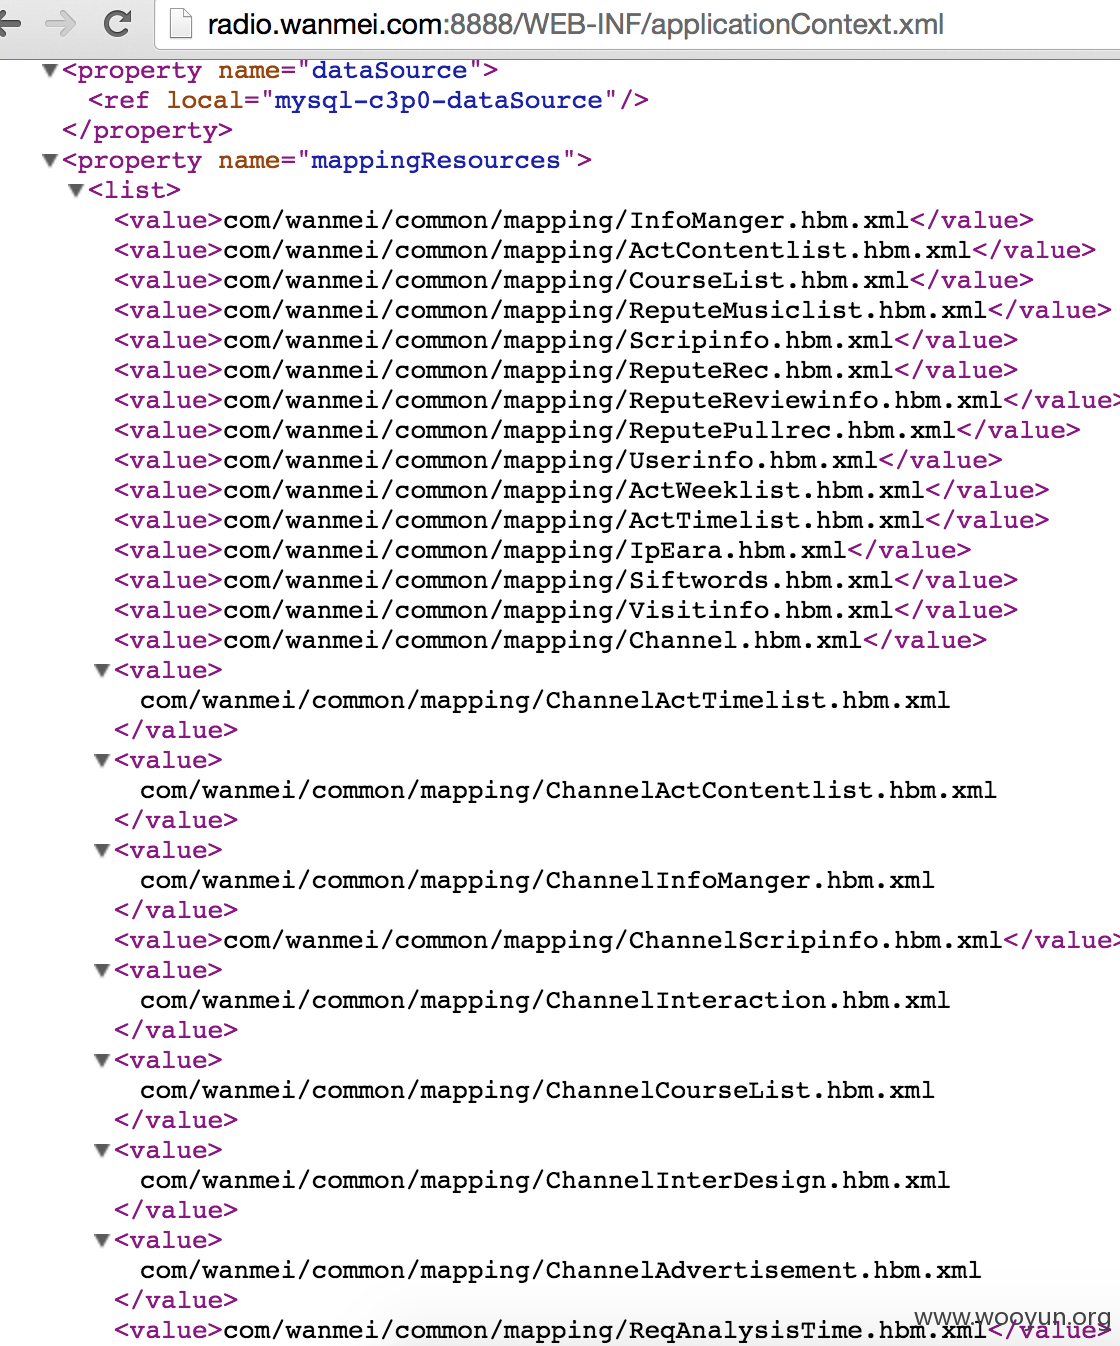 radio.wanmei.com:8888/WEB-INF/applicationContext.xml
<property name="dataSource">
<ref local="mysql-c3p0-dataSource"/>
</property>
<property name="mappingResources">
<list>
<value>com/wanmei/common/mapping/InfoManger.hbm.xml</value>
<value>com/wanmei/common/mapping/ActContentlist.hbm.xml</value>
<value>com/wanmei/common/mapping/CourseList.hbm.xml</value>
<value>com/wanmei/common/mapping/ReputeMusiclist.hbm.xml</value>
<value>com/wanmei/common/mapping/Scripinfo.hbm.xml</value>
<value>com/wanmei/common/mapping/ReputeRec.hbm.xml</value>
<value>com/wanmei/common/mapping/ReputeReviewinfo.hbm.xml</value>
<value>com/wanmei/common/mapping/ReputePullrec.hbm.xml</value>
<value>com/wanmei/common/mapping/Userinfo.hbm.xml</value>
<value>com/wanmei/common/mapping/ActWeeklist.hbm.xml</value>
<value>com/wanmei/common/mapping/ActTimelist.hbm.xml</value>
<value>com/wanmei/common/mapping/IpEara.hbm.xml</value>
<value>com/wanmei/common/mapping/Siftwords.hbm.xml</value>
<value>com/wanmei/common/mapping/Visitinfo.hbm.xml</value>
<value>com/wanmei/common/mapping/Channel.hbm.xml</value>
<value>
com/wanmei/common/mapping/ChannelActTimelist.hbm.xml
</value>
<value>
com/wanmei/common/mapping/ChannelActContentlist.hbm.xml
</value>
<value>
com/wanmei/common/mapping/ChannelInfoManger.hbm.xml
</value>
<value>com/wanmei/common/mapping/ChannelScripinfo.hbm.xml</value>
<value>
com/wanmei/common/mapping/ChannelInteraction.hbm.xml
</value>
<value>
com/wanmei/common/mapping/ChannelCourseList.hbm.xml
</value>
<value>
com/wanmei/common/mapping/ChannelInterDesign.hbm.xml
</value>
<value>
com/wanmei/common/mapping/ChannelAdvertisement.hbm.xml
</value>
www.wooyun.org
<value>com/wanmei/common/mapping/ReqAnalysisTime.hbm.xml</value>